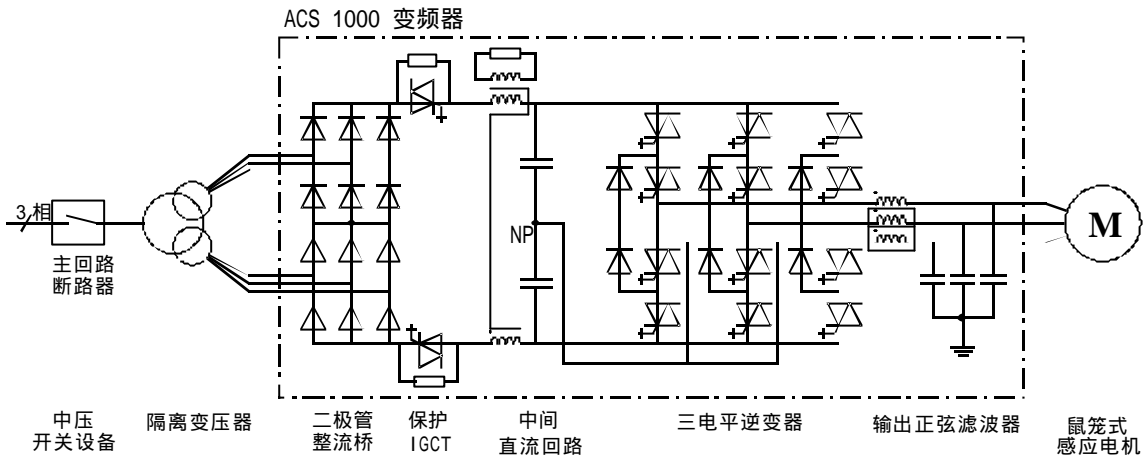 ACS 1000 变频器
3相
主回路
断路器
NP
M
中压
开关设备
隔离变压器
二极管
整流桥
保护
IGCT
中间
直流回路
三电平逆变器
输出正弦滤波器
鼠笼式
感应电机